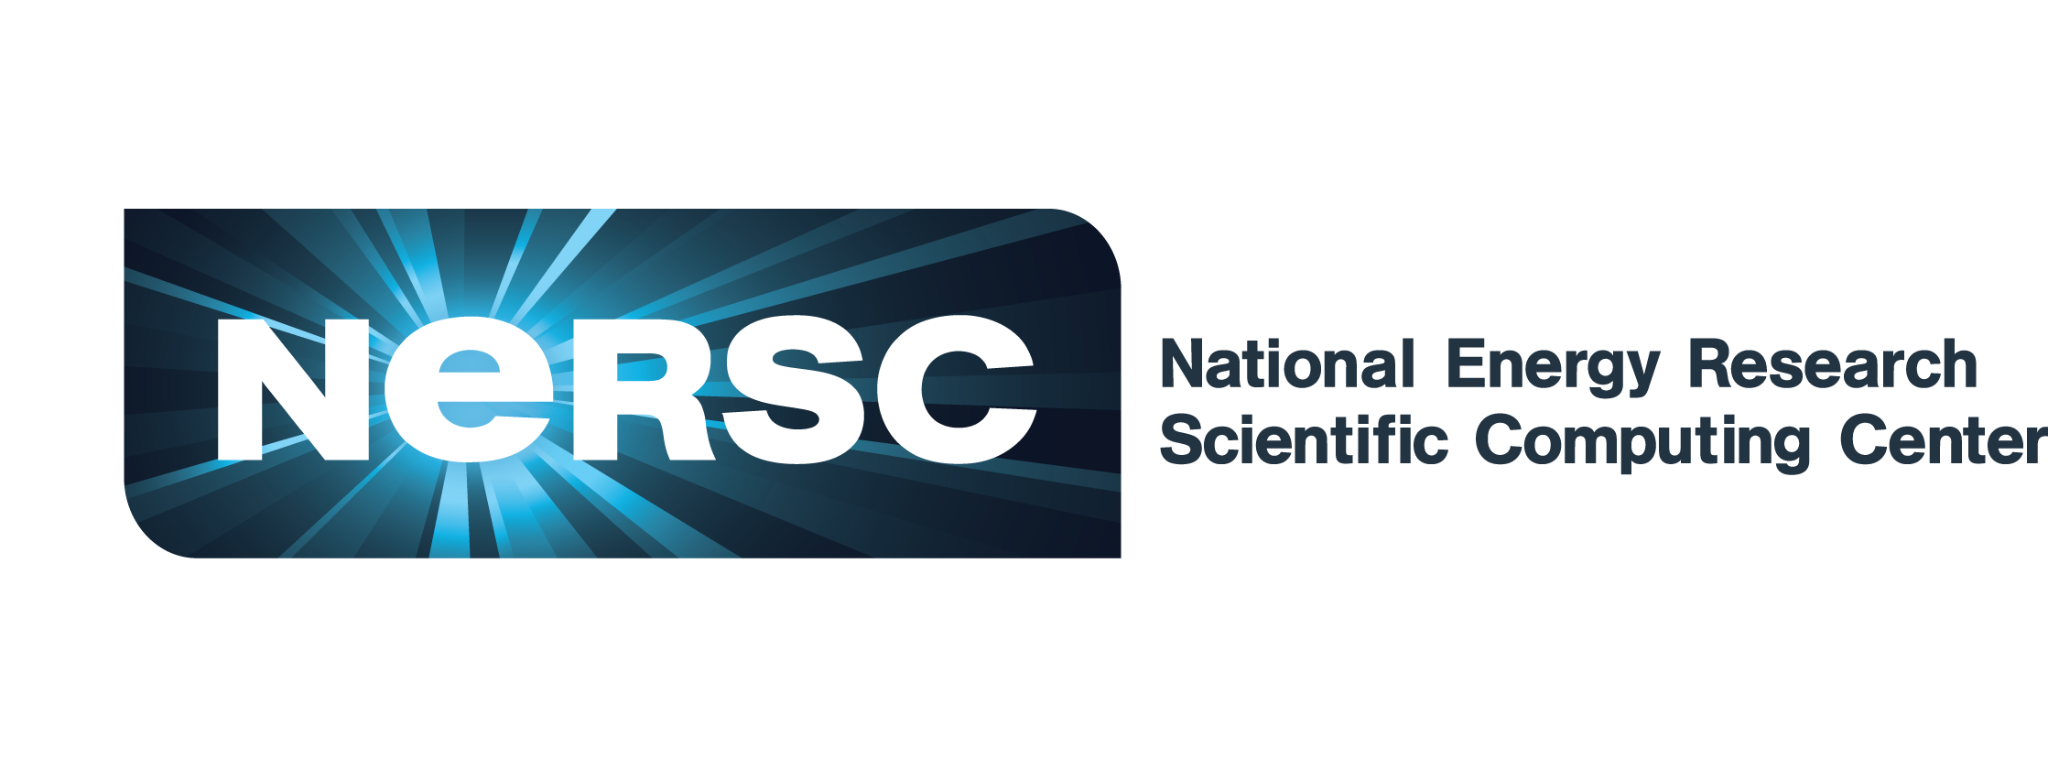 NeRSC
National Energy Research
Scientific Computing Center